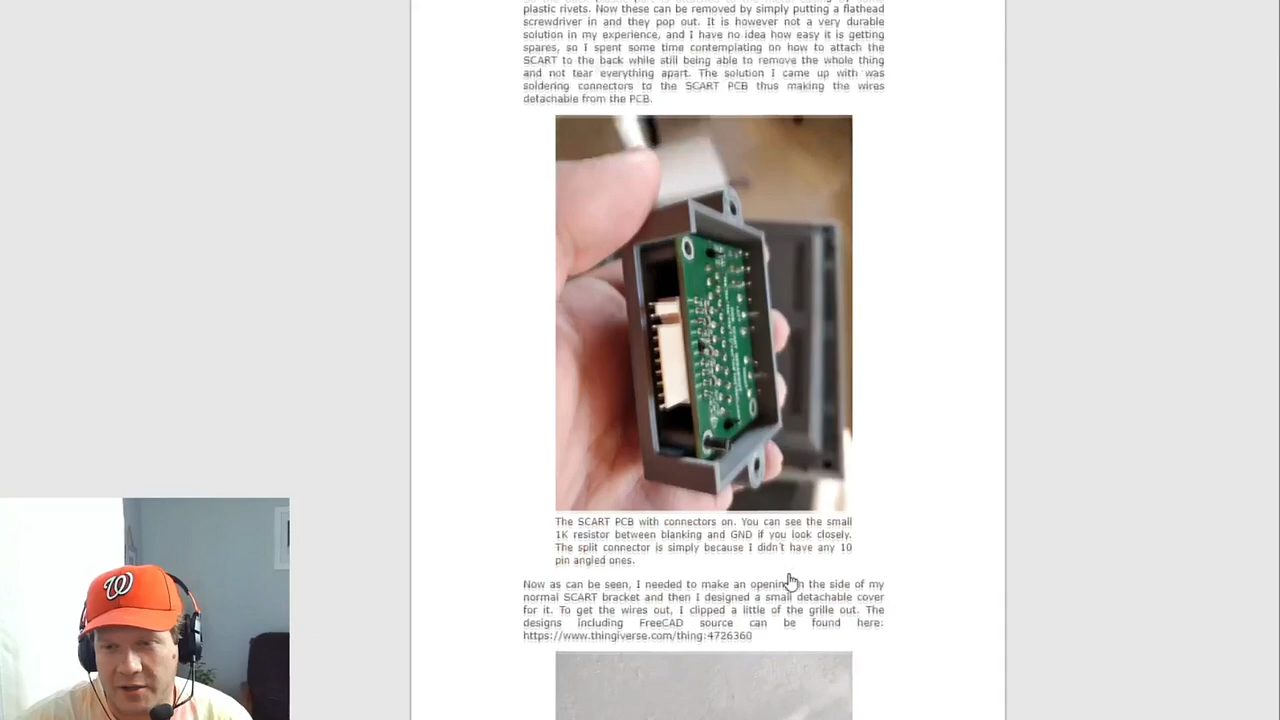 plastic rivets. Now these can be removed by simply putting a flathead
screwdriver in and they pop out. It is however not a very durable
solution in my experience, and I have no idea how easy it is getting
spares, so I spent some time contemplating on how to attach the
SCART to the back while still being able to remove the whole thing
and not tear everything apart. The solution I came up with was
soldering connectors to the SCART PCB thus making the wires
detachable from the PCB.
The SCART PCB with connectors on. You can see the small
1K resistor between blanking and GND if you look closely.
The split connector is simply because I didn't have any 10
pin angled ones.
Now as can be seen, I needed to make an opening in the side of my
normal SCART bracket and then I designed a small detachable cover
for it. To get the wires out, I clipped a little of the grille out. The
designs including FreeCAD source can be found here:
https://www.thingiverse.com/thing:4726360
W